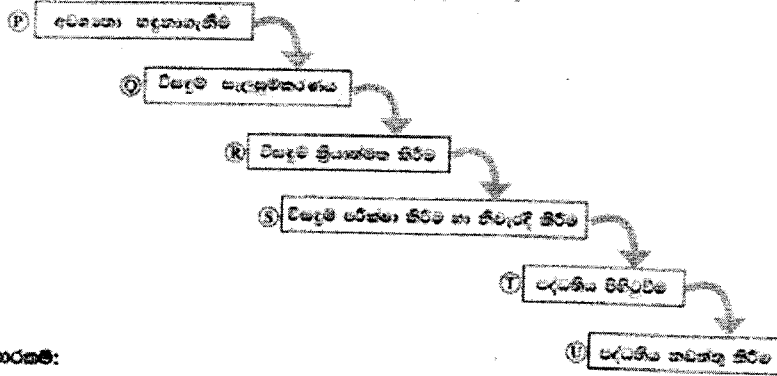 Ⓟ අවශ්‍යතා හඳුනාගැනීම
Ⓠ විසඳුම් සැලසුම්කරණය
Ⓡ විසඳුම ක්‍රියාත්මක කිරීම
Ⓢ විසඳුම් පරීක්ෂා කිරීම හා නිවැරදි කිරීම
Ⓣ පද්ධතිය පිහිටුවීම
Ⓤ පද්ධතිය නඩත්තු කිරීම